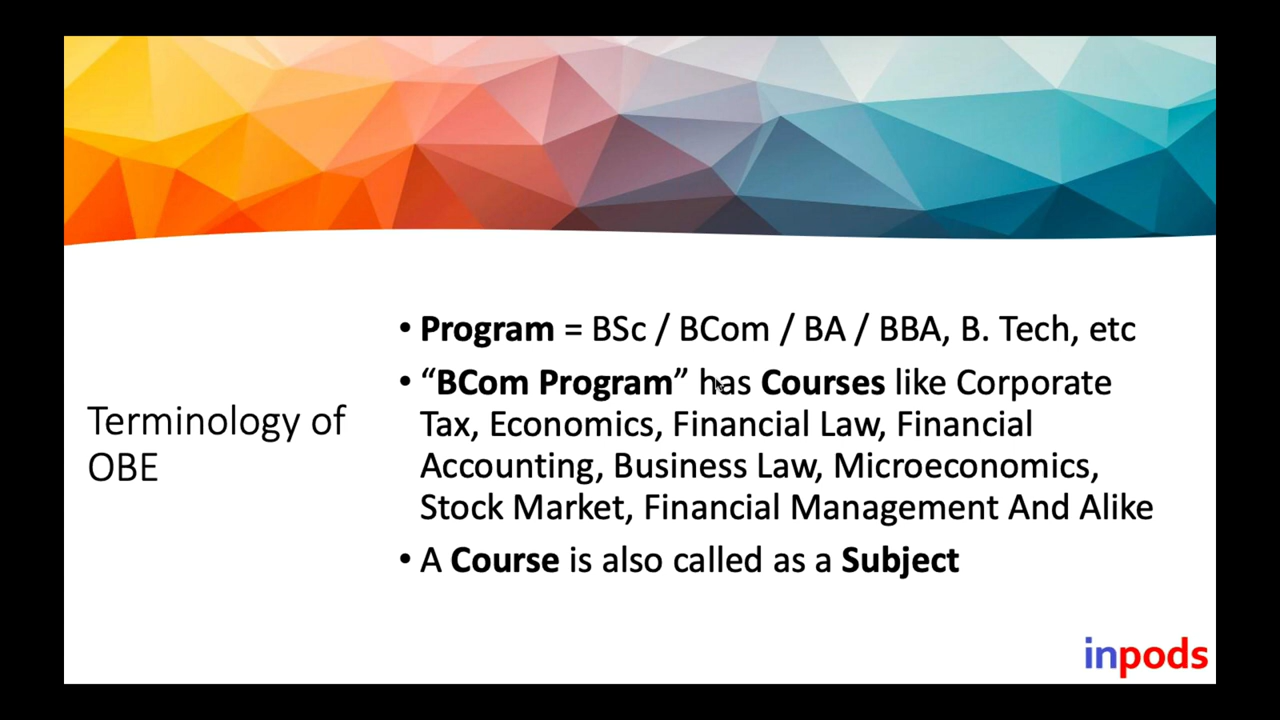 Terminology of
OBE
• Program = BSc / BCom / BA / BBA, B. Tech, etc
• “BCom Program” has Courses like Corporate
Tax, Economics, Financial Law, Financial
Accounting, Business Law, Microeconomics,
Stock Market, Financial Management And Alike
• A Course is also called as a Subject
inpods